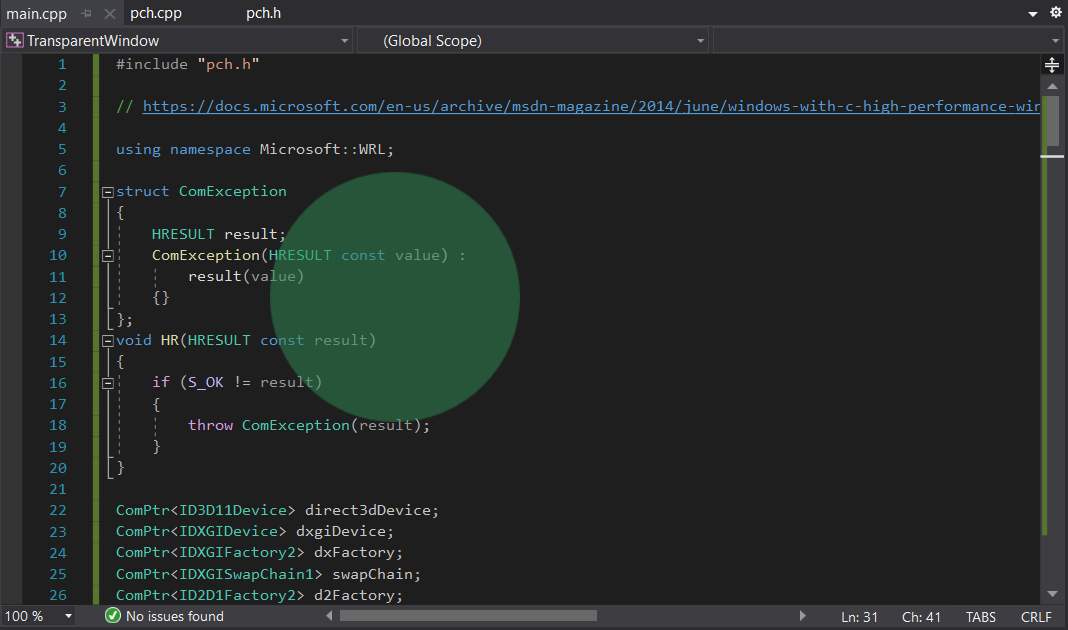 main.cpp pch.cpp pch.h
TransparentWindow (Global Scope)
1 #include "pch.h"
2
3 // https://docs.microsoft.com/en-us/archive/msdn-magazine/2014/june/windows-with-c-high-performance-win
4
5 using namespace Microsoft::WRL;
6
7 struct ComException
8 {
9 HRESULT result;
10 ComException(HRESULT const value) :
11 result(value)
12 {}
13 };
14 void HR(HRESULT const result)
15 {
16 if (S_OK != result)
17 {
18 throw ComException(result);
19 }
20 }
21
22 ComPtr<ID3D11Device> direct3dDevice;
23 ComPtr<IDXGIDevice> dxgiDevice;
24 ComPtr<IDXGIFactory2> dxFactory;
25 ComPtr<IDXGISwapChain1> swapChain;
26 ComPtr<ID2D1Factory2> d2Factory;
100 % No issues found Ln: 31 Ch: 41 TABS CRLF